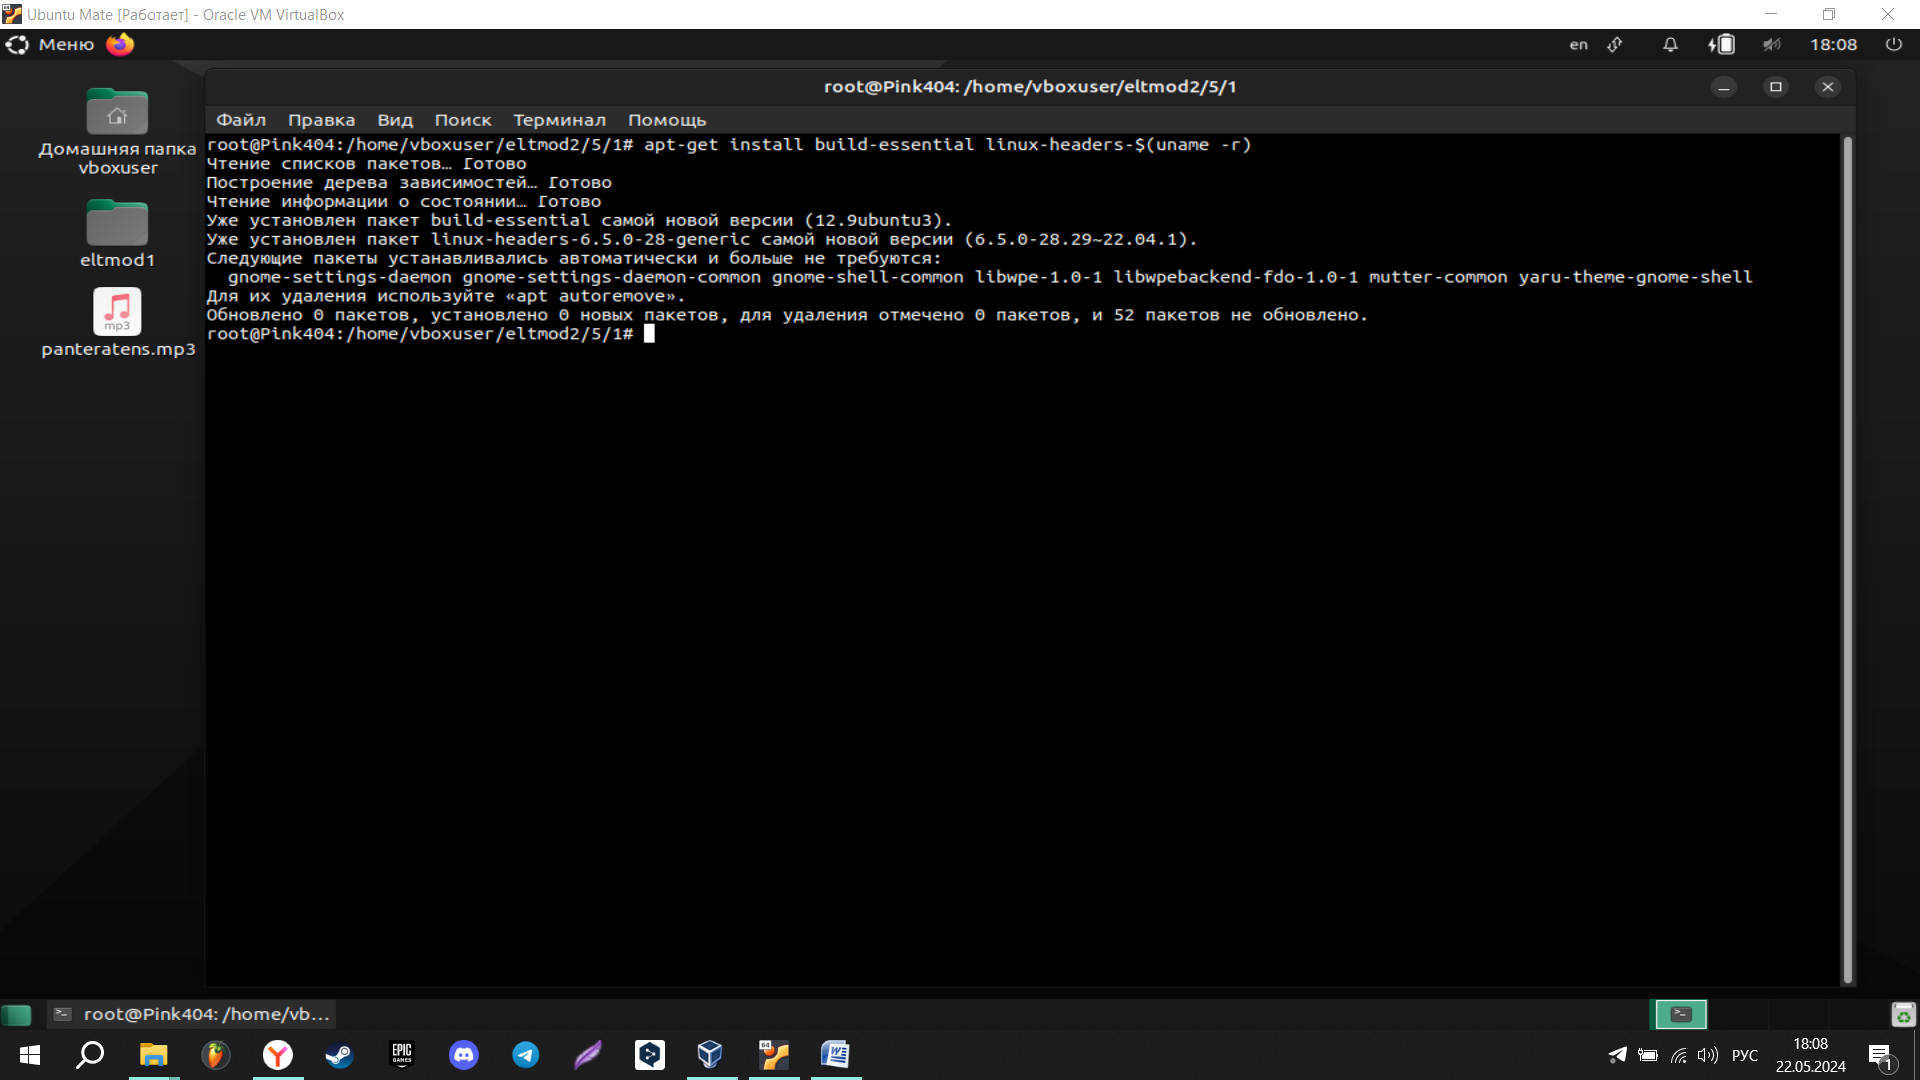 Ubuntu Mate [Работает] - Oracle VM VirtualBox
Меню
en
18:08
root@Pink404: /home/vboxuser/eltmod2/5/1
Файл Правка Вид Поиск Терминал Помощь
Домашняя папка
vboxuser
eltmod1
mp3
panteratens.mp3
root@Pink404:/home/vboxuser/eltmod2/5/1# apt-get install build-essential linux-headers-$(uname -r)
Чтение списков пакетов… Готово
Построение дерева зависимостей… Готово
Чтение информации о состоянии… Готово
Уже установлен пакет build-essential самой новой версии (12.9ubuntu3).
Уже установлен пакет linux-headers-6.5.0-28-generic самой новой версии (6.5.0-28.29~22.04.1).
Следующие пакеты устанавливались автоматически и больше не требуются:
gnome-settings-daemon gnome-settings-daemon-common gnome-shell-common libwpe-1.0-1 libwpebackend-fdo-1.0-1 mutter-common yaru-theme-gnome-shell
Для их удаления используйте «apt autoremove».
Обновлено 0 пакетов, установлено 0 новых пакетов, для удаления отмечено 0 пакетов, и 52 пакетов не обновлено.
root@Pink404:/home/vboxuser/eltmod2/5/1#
root@Pink404: /home/vb...
EPIC
GAMES
64
W
РУС
18:08
22.05.2024
1